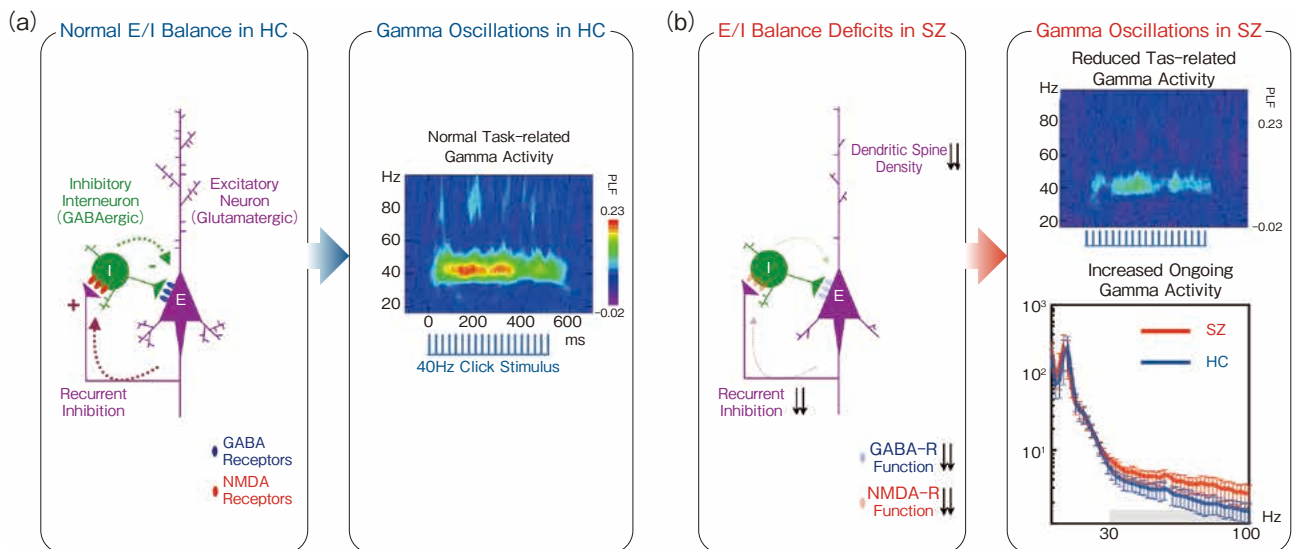 (a)
Normal E/I Balance in HC
Inhibitory
Interneuron
(GABAergic)
Excitatory
Neuron
(Glutamatergic)
I
-
E
+
Recurrent
Inhibition
GABA
Receptors
NMDA
Receptors
Gamma Oscillations in HC
Normal Task-related
Gamma Activity
Hz
80
60
40
20
PLF
0.23
-0.02
0
200
400
600
ms
40Hz Click Stimulus
(b)
E/I Balance Deficits in SZ
Dendritic Spine
Density
I
E
Recurrent
Inhibition
GABA-R
Function
NMDA-R
Function
Gamma Oscillations in SZ
Reduced Tas-related
Gamma Activity
Hz
80
60
40
20
PLF
0.23
-0.02
Increased Ongoing
Gamma Activity
10³
10²
10¹
SZ
HC
30
100
Hz